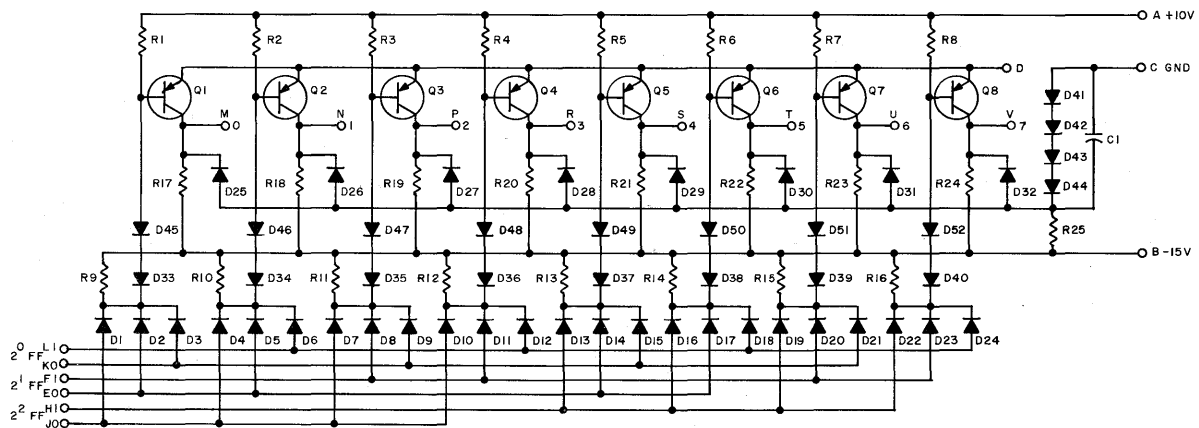 R1 R2 R3 R4 R5 R6 R7 R8 A +10V
D C GND
Q1 Q2 Q3 Q4 Q5 Q6 Q7 Q8 D41
M N P R S T U V D42 C1
0 1 2 3 4 5 6 7
D43
R17 R18 R19 R20 R21 R22 R23 R24 D44
D25 D26 D27 D28 D29 D30 D31 D32
D45 D46 D47 D48 D49 D50 D51 D52 R25
B-15V
R9 D33 R10 D34 R11 D35 R12 D36 R13 D37 R14 D38 R15 D39 R16 D40
D1 D2 D3 D4 D5 D6 D7 D8 D9 D10 D11 D12 D13 D14 D15 D16 D17 D18 D19 D20 D21 D22 D23 D24
2⁰ FF L1
K0
2¹ FF F1
E0
2² FF H1
J0